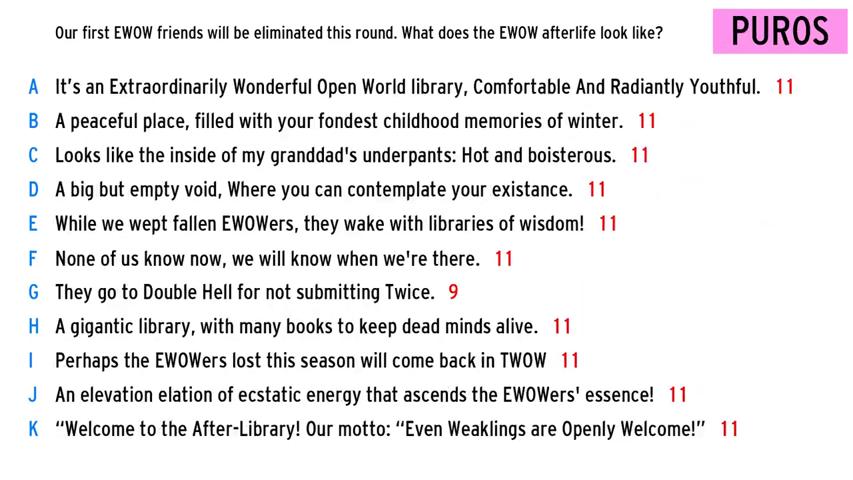 Our first EWOW friends will be eliminated this round. What does the EWOW afterlife look like?
PUROS
A It's an Extraordinarily Wonderful Open World library, Comfortable And Radiantly Youthful. 11
B A peaceful place, filled with your fondest childhood memories of winter. 11
C Looks like the inside of my granddad's underpants: Hot and boisterous. 11
D A big but empty void, Where you can contemplate your existance. 11
E While we wept fallen EWOWers, they wake with libraries of wisdom! 11
F None of us know now, we will know when we're there. 11
G They go to Double Hell for not submitting Twice. 9
H A gigantic library, with many books to keep dead minds alive. 11
I Perhaps the EWOWers lost this season will come back in TWOW 11
J An elevation elation of ecstatic energy that ascends the EWOWers' essence! 11
K “Welcome to the After-Library! Our motto: “Even Weaklings are Openly Welcome!” 11